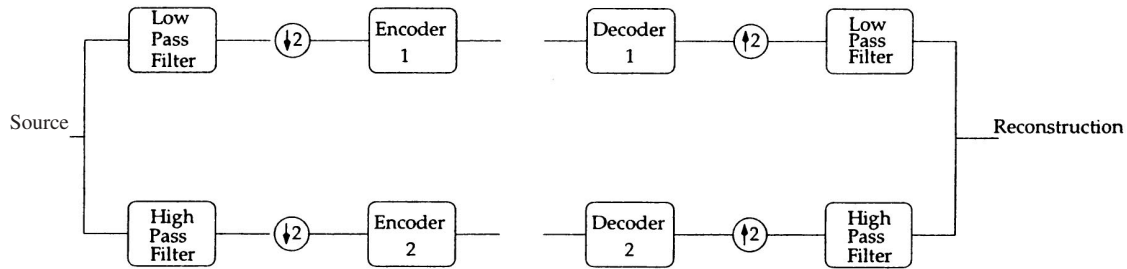 Low
Pass
Filter
↓2
Encoder
1
Decoder
1
↑2
Low
Pass
Filter
Source
Reconstruction
High
Pass
Filter
↓2
Encoder
2
Decoder
2
↑2
High
Pass
Filter